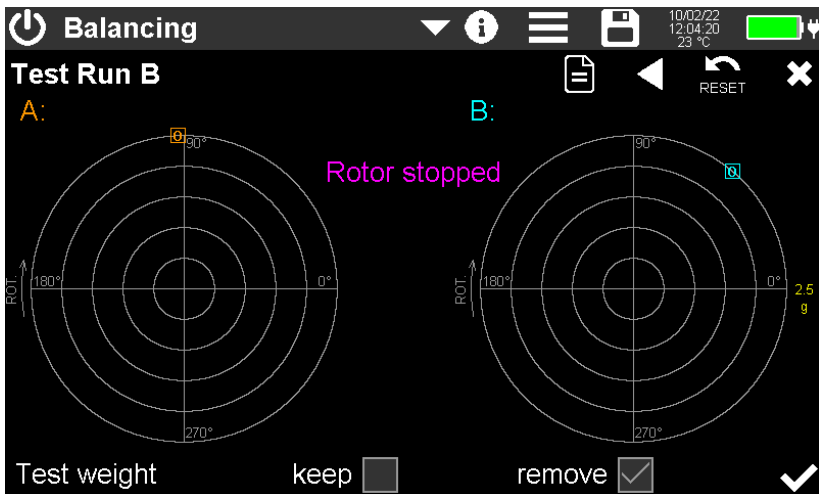 Balancing
10/02/22
12:04:20
23 °C
Test Run B
RESET
A:
B:
0
90°
90°
0
Rotor stopped
ROT.
180°
0°
ROT.
180°
0°
2.5
g
270°
270°
Test weight keep remove